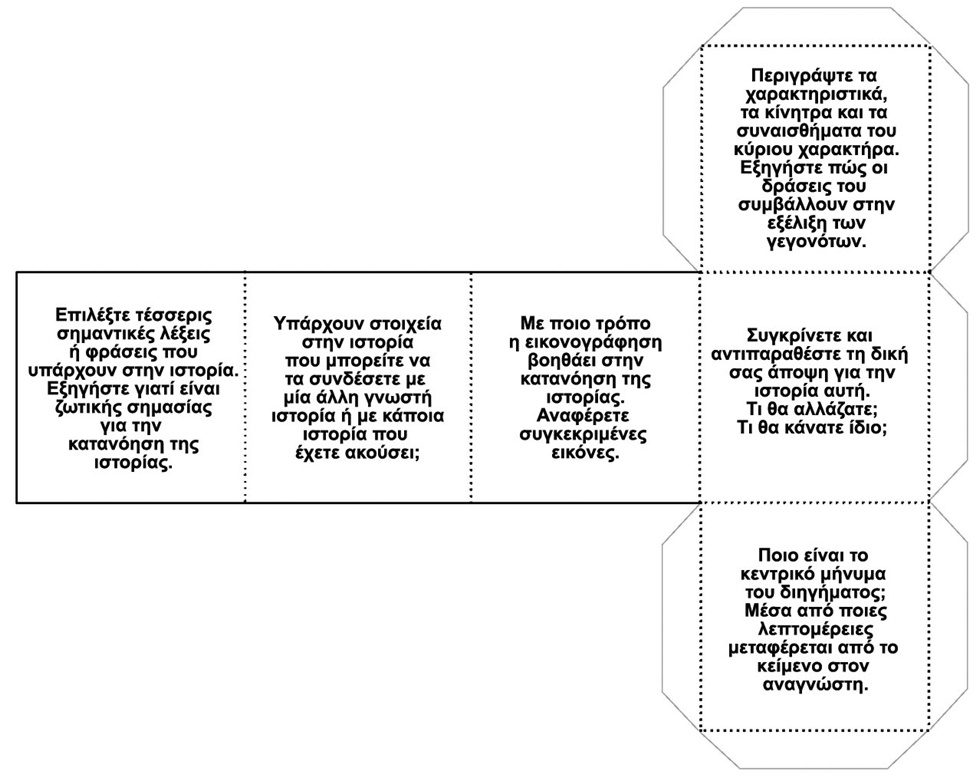 Περιγράψτε τα
χαρακτηριστικά,
τα κίνητρα και τα
συναισθήματα του
κύριου χαρακτήρα.
Εξηγήστε πώς οι
δράσεις του
συμβάλλουν στην
εξέλιξη των
γεγονότων.
Επιλέξτε τέσσερις
σημαντικές λέξεις
ή φράσεις που
υπάρχουν στην ιστορία.
Εξηγήστε γιατί είναι
ζωτικής σημασίας
για την
κατανόηση της
ιστορίας.
Υπάρχουν στοιχεία
στην ιστορία
που μπορείτε να
τα συνδέσετε με
μία άλλη γνωστή
ιστορία ή με κάποια
ιστορία που
έχετε ακούσει;
Με ποιο τρόπο
η εικονογράφηση
βοηθάει στην
κατανόηση της
ιστορίας.
Αναφέρετε
συγκεκριμένες
εικόνες.
Συγκρίνετε και
αντιπαραθέστε τη δική
σας άποψη για την
ιστορία αυτή.
Τι θα αλλάζατε;
Τι θα κάνατε ίδιο;
Ποιο είναι το
κεντρικό μήνυμα
του διηγήματος;
Μέσα από ποιες
λεπτομέρειες
μεταφέρεται από το
κείμενο στον
αναγνώστη.